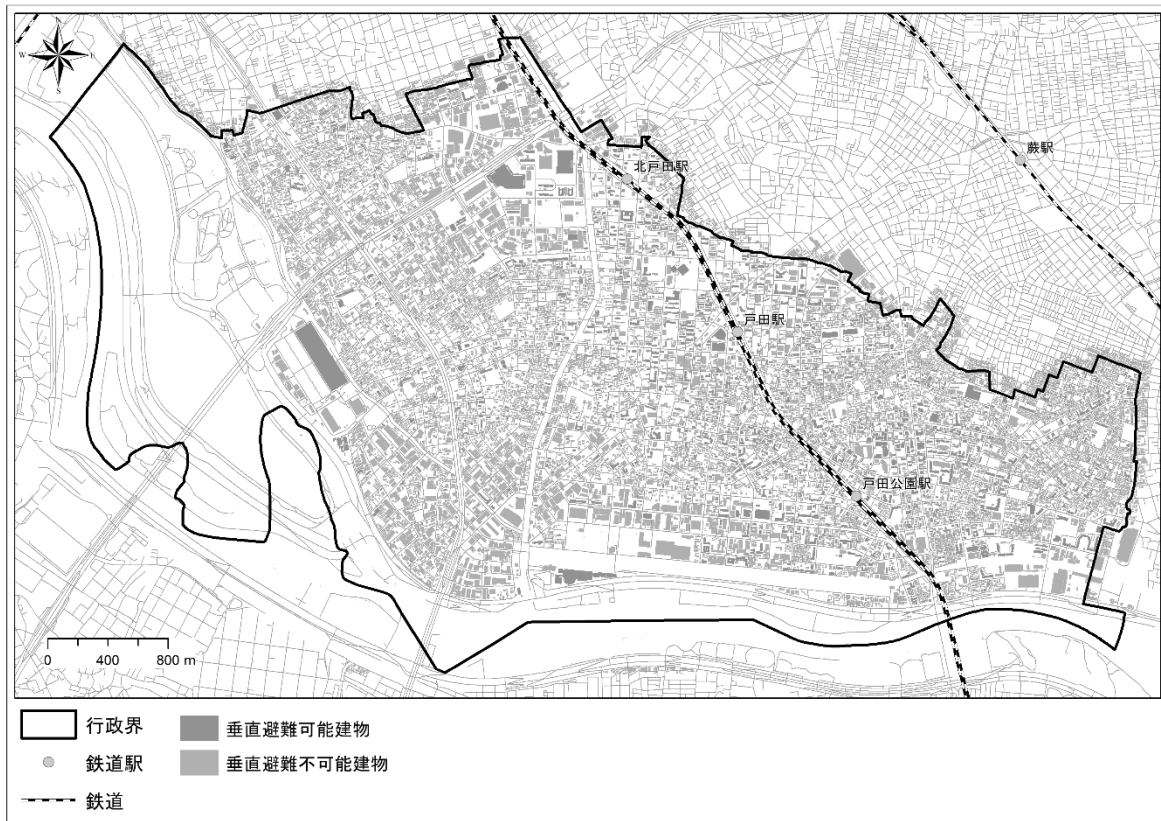 N
W
E
S
蕨駅
北戸田駅
戸田駅
戸田公園駅
0 400 800 m
行政界
垂直避難可能建物
鉄道駅
垂直避難不可能建物
鉄道